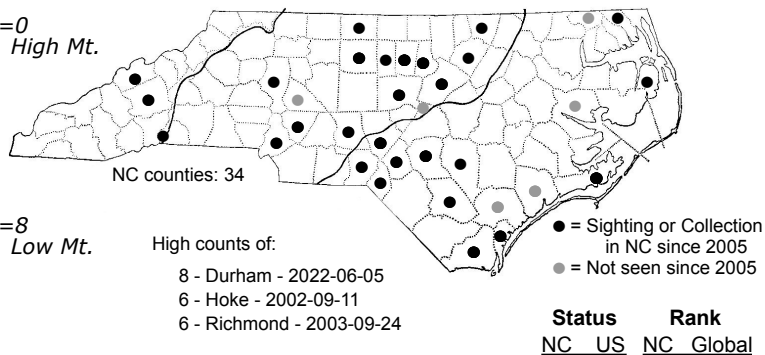 =0
High Mt.
NC counties: 34
=8
Low Mt.
High counts of:
8 - Durham - 2022-06-05
6 - Hoke - 2002-09-11
6 - Richmond - 2003-09-24
= Sighting or Collection
in NC since 2005
= Not seen since 2005
Status Rank
NC US NC Global